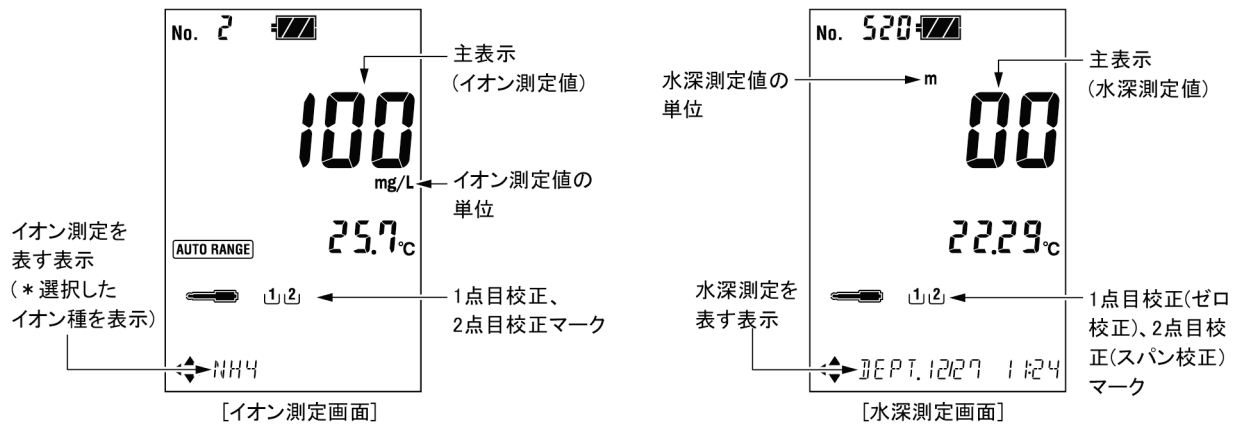 No. 2
主表示
(イオン測定値)
100
mg/L
イオン測定値の
単位
25.7℃
AUTO RANGE
イオン測定を
表す表示
(*選択した
イオン種を表示)
1 2
1点目校正、
2点目校正マーク
NH4
[イオン測定画面]
No. 520
主表示
(水深測定値)
水深測定値の
単位
m
00
22.29℃
水深測定を
表す表示
1 2
1点目校正(ゼロ
校正)、2点目校
正(スパン校正)
マーク
DEPT. 12/27 11:24
[水深測定画面]